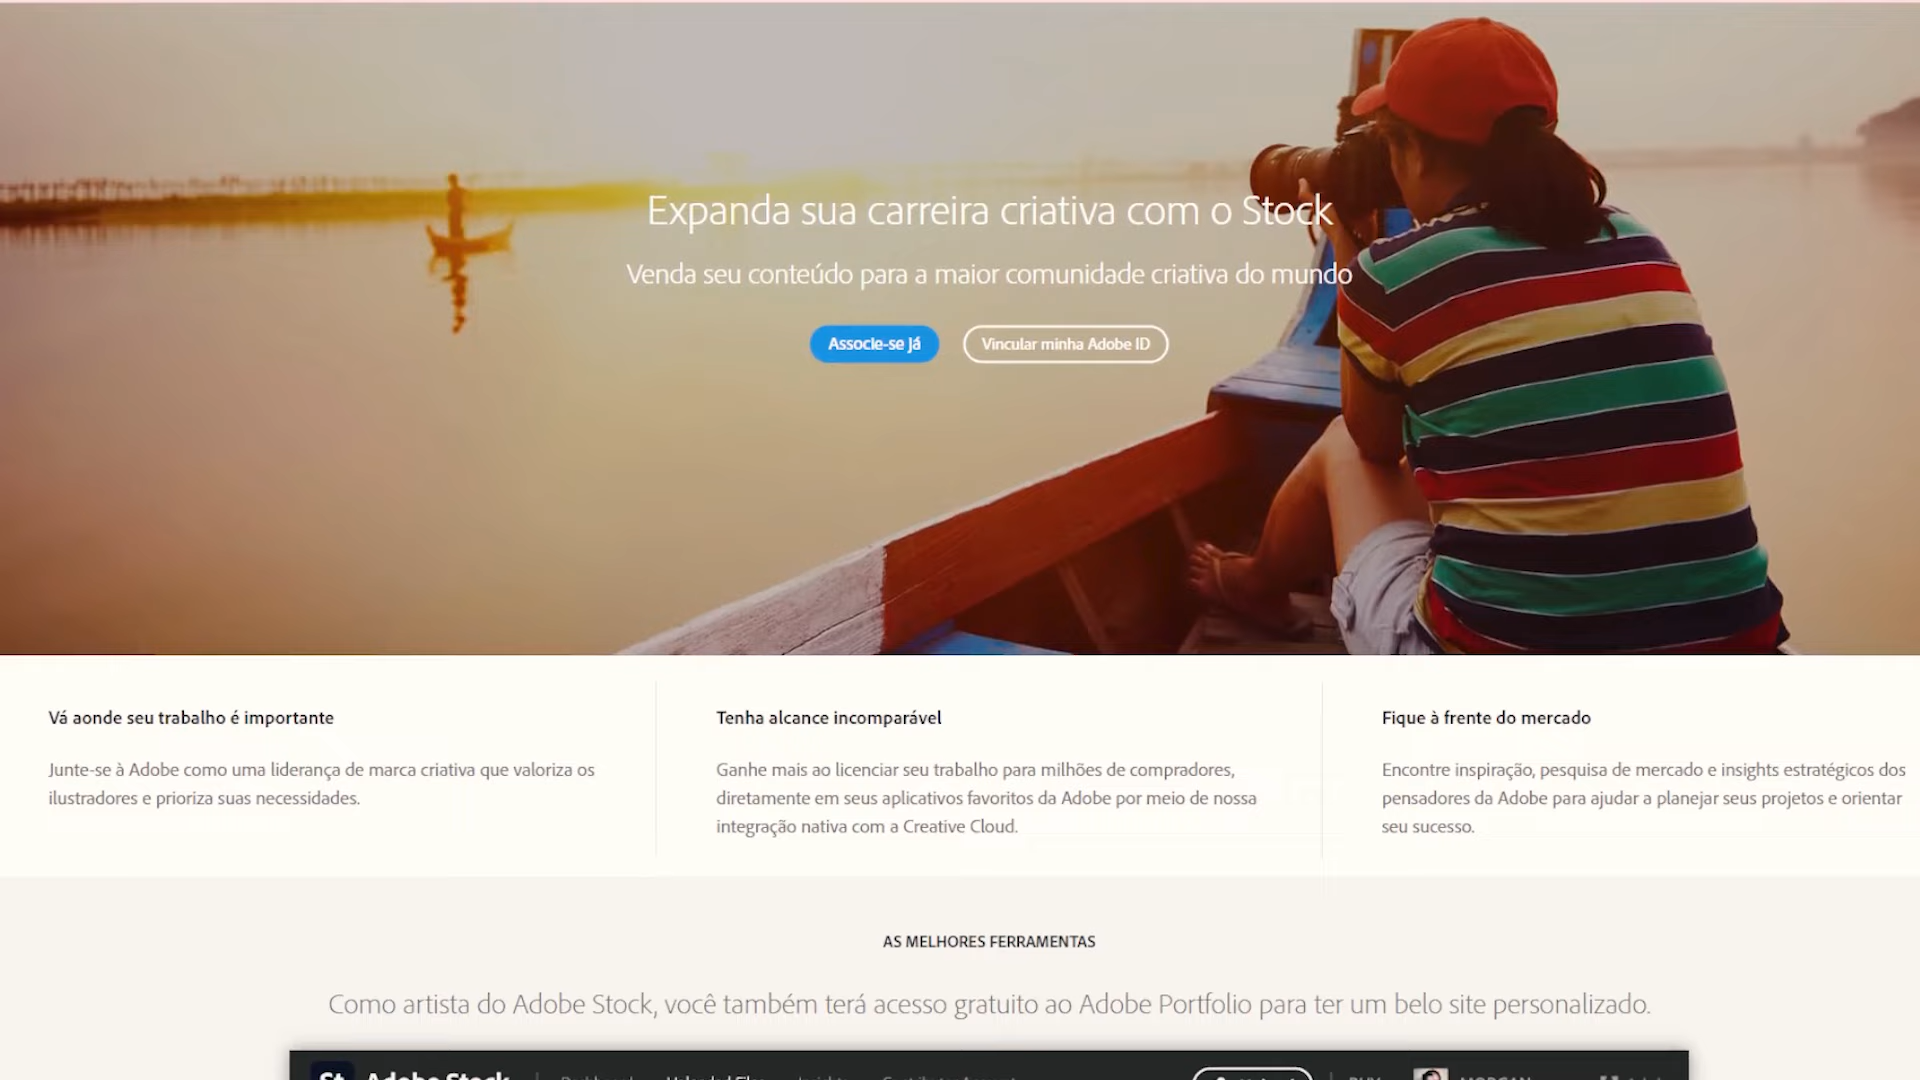 Expanda sua carreira criativa com o Stock
Venda seu conteúdo para a maior comunidade criativa do mundo
Associe-se já
Vincular minha Adobe ID
Vá aonde seu trabalho é importante
Junte-se à Adobe como uma liderança de marca criativa que valoriza os
ilustradores e prioriza suas necessidades.
Tenha alcance incomparável
Ganhe mais ao licenciar seu trabalho para milhões de compradores,
diretamente em seus aplicativos favoritos da Adobe por meio de nossa
integração nativa com a Creative Cloud.
Fique à frente do mercado
Encontre inspiração, pesquisa de mercado e insights estratégicos dos
pensadores da Adobe para ajudar a planejar seus projetos e orientar
seu sucesso.
AS MELHORES FERRAMENTAS
Como artista do Adobe Stock, você também terá acesso gratuito ao Adobe Portfolio para ter um belo site personalizado.
St Adobe Stock